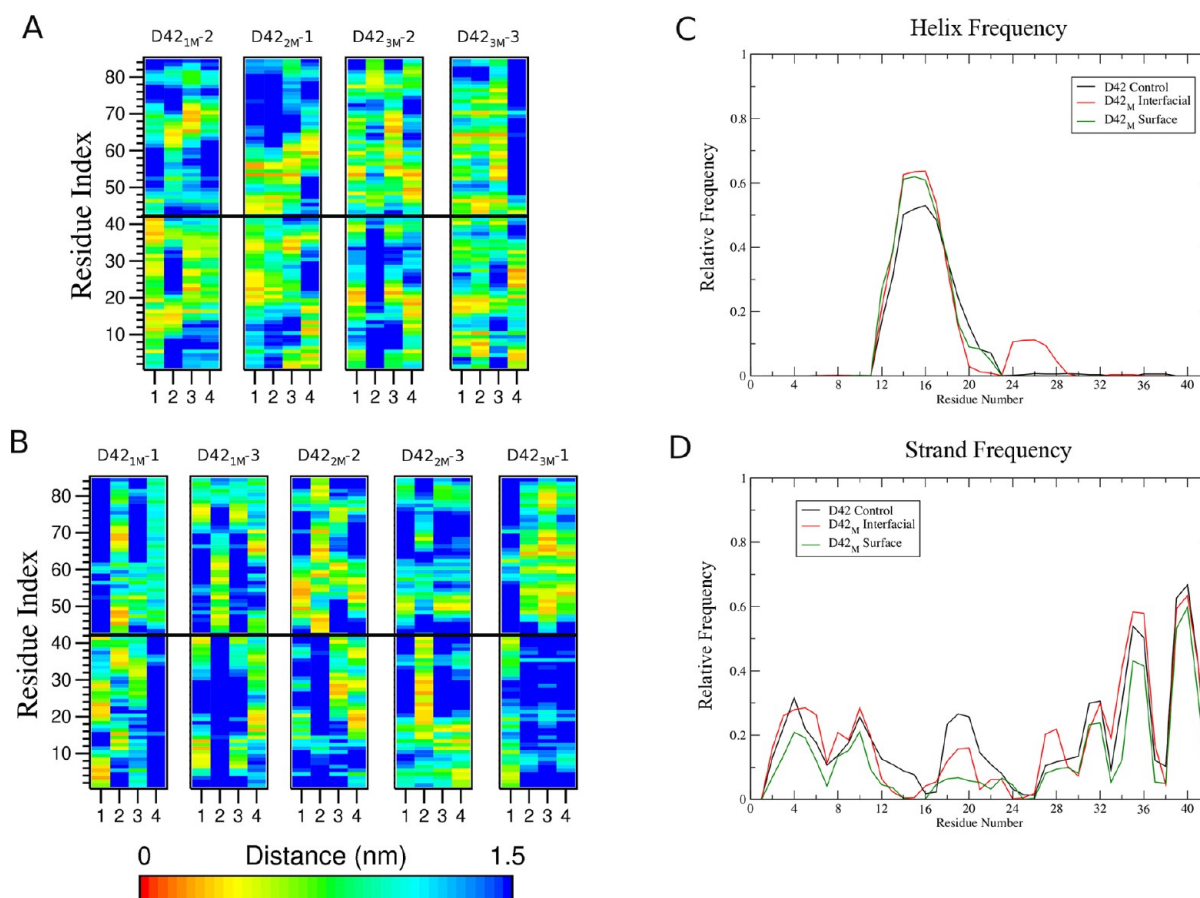 A
D42₁M-2 D42₂M-1 D42₃M-2 D42₃M-3
Residue Index
80
70
60
50
40
30
20
10
1 2 3 4 1 2 3 4 1 2 3 4 1 2 3 4
B
D42₁M-1 D42₁M-3 D42₂M-2 D42₂M-3 D42₃M-1
Residue Index
80
70
60
50
40
30
20
10
1 2 3 4 1 2 3 4 1 2 3 4 1 2 3 4 1 2 3 4
0 Distance (nm) 1.5
C
Helix Frequency
D42 Control
D42M Interfacial
D42M Surface
Relative Frequency
1
0.8
0.6
0.4
0.2
0
0 4 8 12 16 20 24 28 32 36 40
Residue Number
D
Strand Frequency
D42 Control
D42M Interfacial
D42M Surface
Relative Frequency
1
0.8
0.6
0.4
0.2
0
0 4 8 12 16 20 24 28 32 36 40
Residue Number